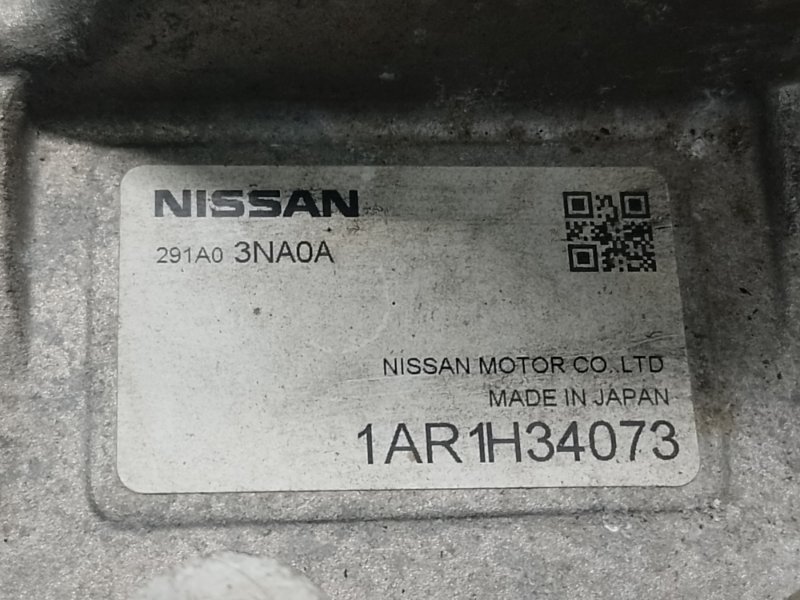 NISSAN
291A0 3NA0A
NISSAN MOTOR CO.,LTD
MADE IN JAPAN
1AR1H34073